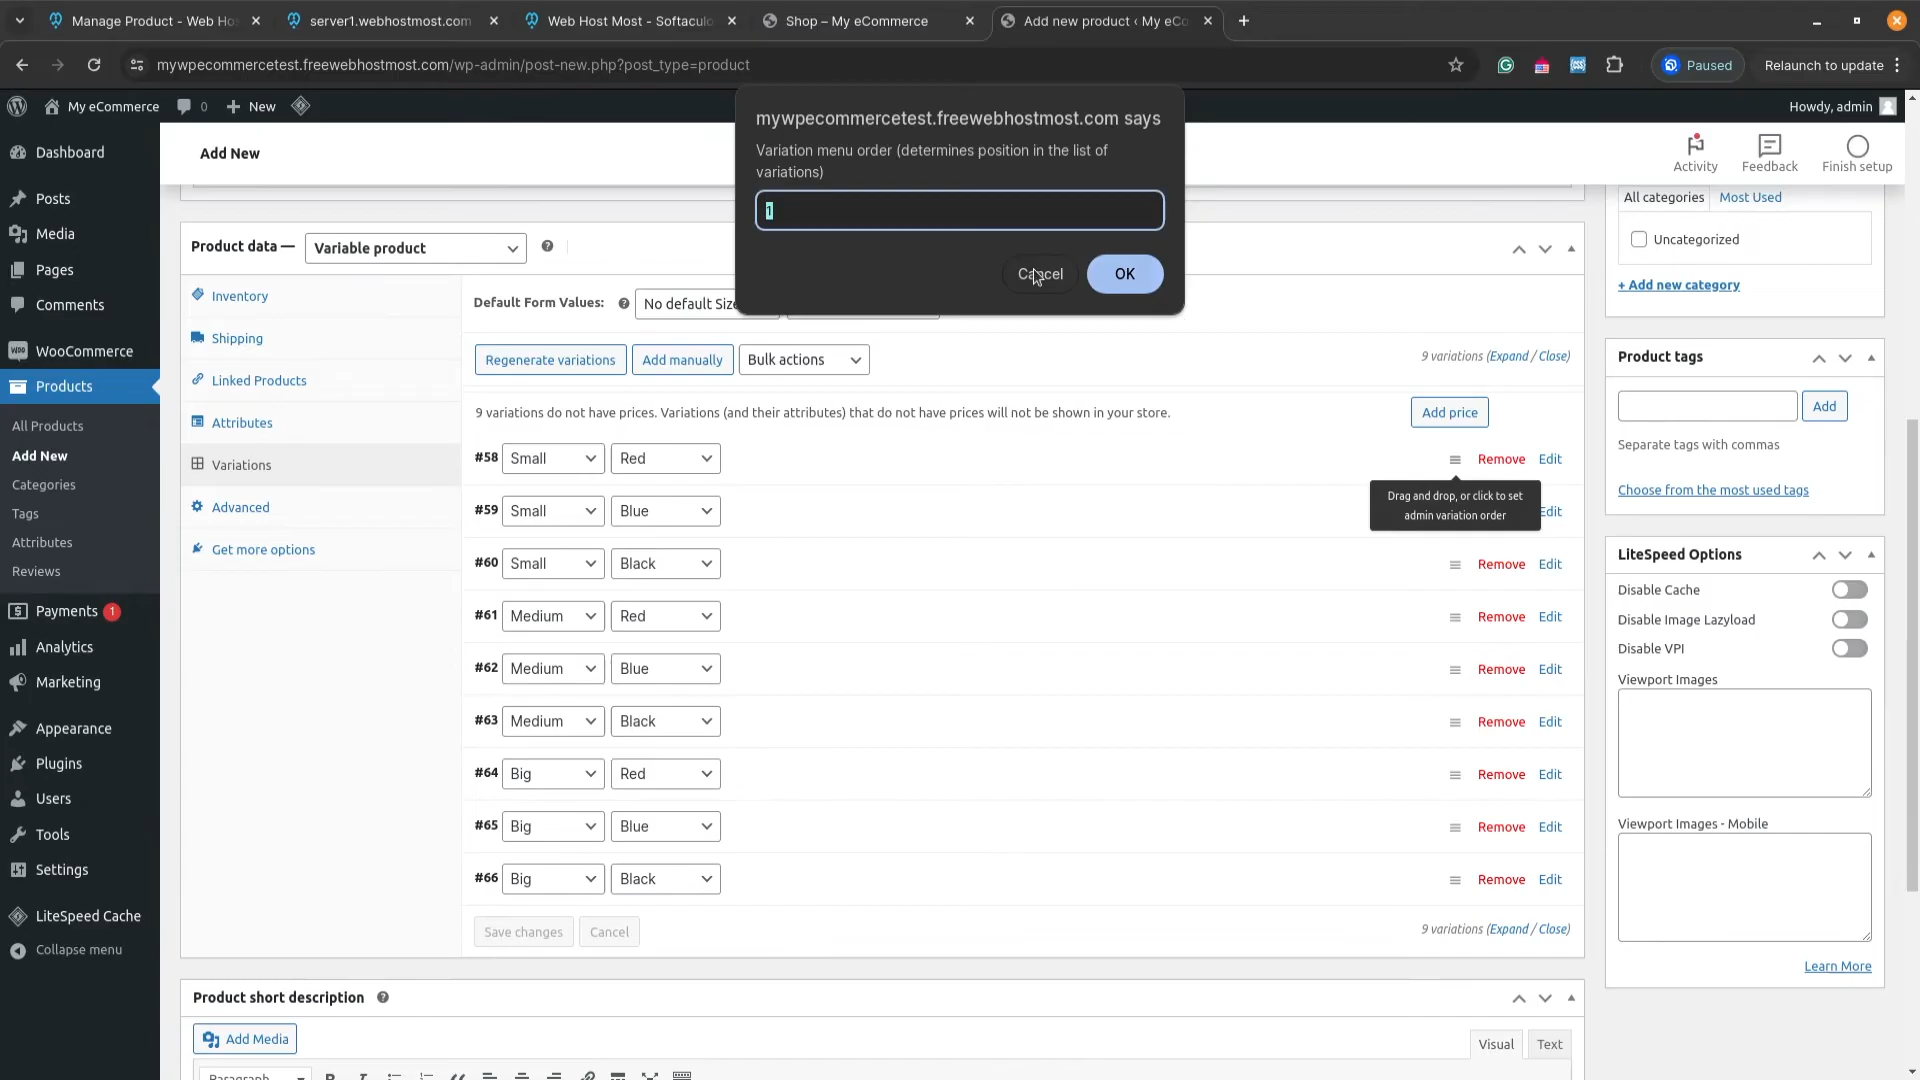 Manage Product - Web Hos
server1.webhostmost.com
Web Host Most - Softaculo
Shop – My eCommerce
Add new product ‹ My eCo
mywpecommercetest.freewebhostmost.com/wp-admin/post-new.php?post_type=product
Paused
Relaunch to update
My eCommerce
0
New
Howdy, admin
mywpecommercetest.freewebhostmost.com says
Variation menu order (determines position in the list of
variations)
1
Cancel
OK
Add New
Activity
Feedback
Finish setup
Dashboard
Posts
Media
Pages
Comments
WooCommerce
Products
All Products
Add New
Categories
Tags
Attributes
Reviews
Payments 1
Analytics
Marketing
Appearance
Plugins
Users
Tools
Settings
LiteSpeed Cache
Collapse menu
Product data — Variable product
Inventory
Shipping
Linked Products
Attributes
Variations
Advanced
Get more options
Default Form Values: No default Size
Regenerate variations
Add manually
Bulk actions
9 variations (Expand / Close)
9 variations do not have prices. Variations (and their attributes) that do not have prices will not be shown in your store.
Add price
#58 Small Red Remove Edit
Drag and drop, or click to set
admin variation order
#59 Small Blue Edit
#60 Small Black Remove Edit
#61 Medium Red Remove Edit
#62 Medium Blue Remove Edit
#63 Medium Black Remove Edit
#64 Big Red Remove Edit
#65 Big Blue Remove Edit
#66 Big Black Remove Edit
Save changes
Cancel
9 variations (Expand / Close)
Product short description
Add Media
Visual
Text
Paragraph
All categories
Most Used
Uncategorized
+ Add new category
Product tags
Add
Separate tags with commas
Choose from the most used tags
LiteSpeed Options
Disable Cache
Disable Image Lazyload
Disable VPI
Viewport Images
Viewport Images - Mobile
Learn More